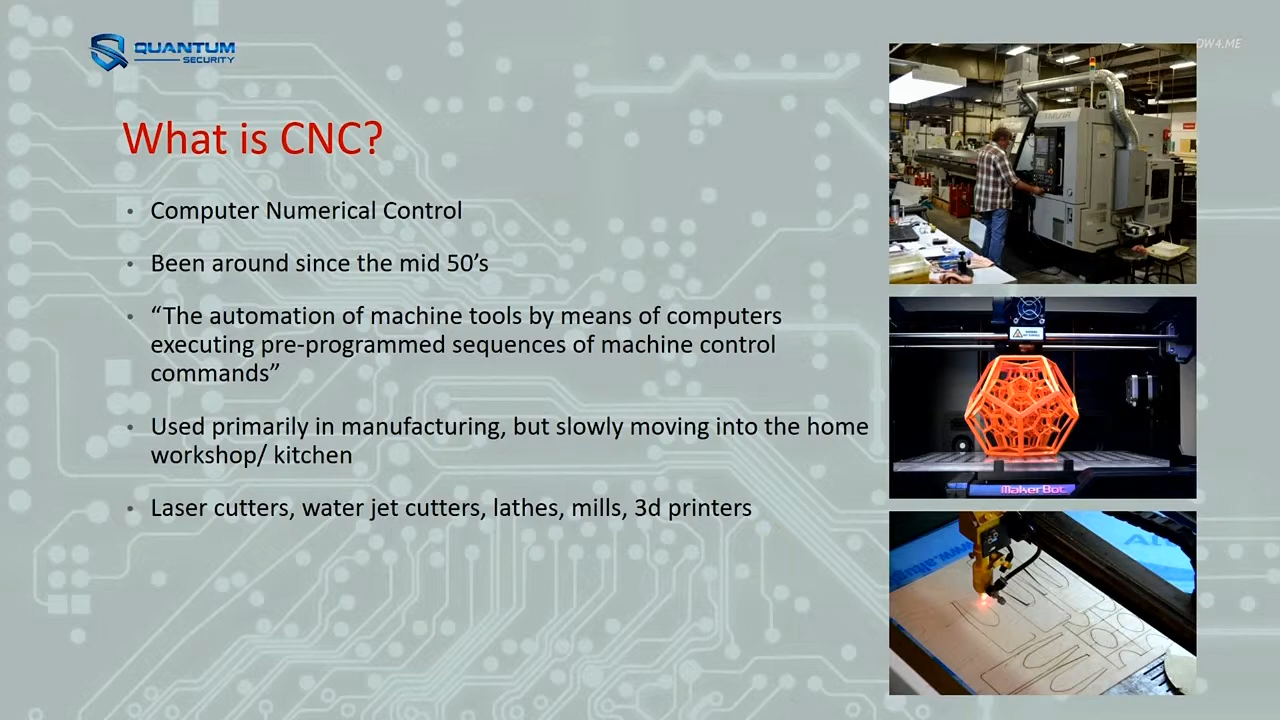 QUANTUM
SECURITY
DW4.ME
What is CNC?
• Computer Numerical Control
• Been around since the mid 50’s
• “The automation of machine tools by means of computers
executing pre-programmed sequences of machine control
commands”
• Used primarily in manufacturing, but slowly moving into the home
workshop/ kitchen
• Laser cutters, water jet cutters, lathes, mills, 3d printers
MakerBot